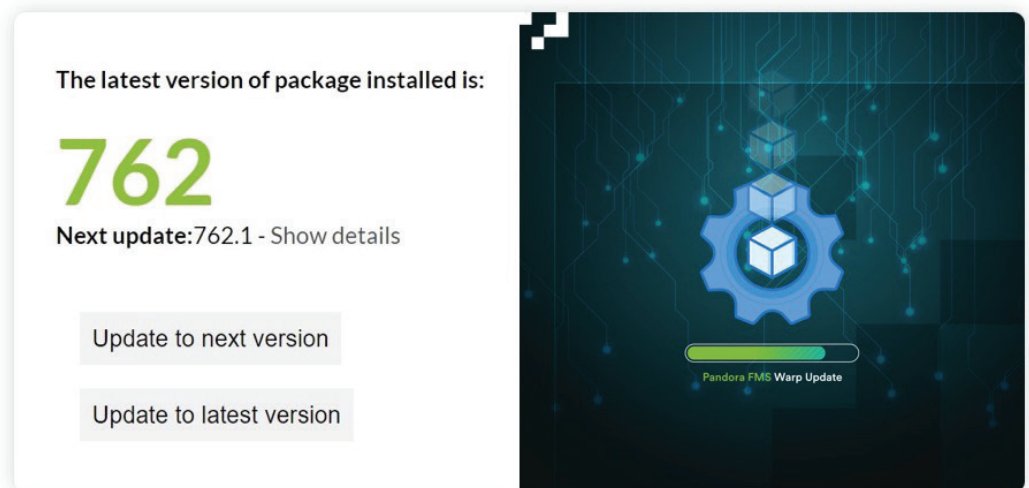 The latest version of package installed is:
762
Next update:762.1 - Show details
Update to next version
Update to latest version
Pandora FMS Warp Update